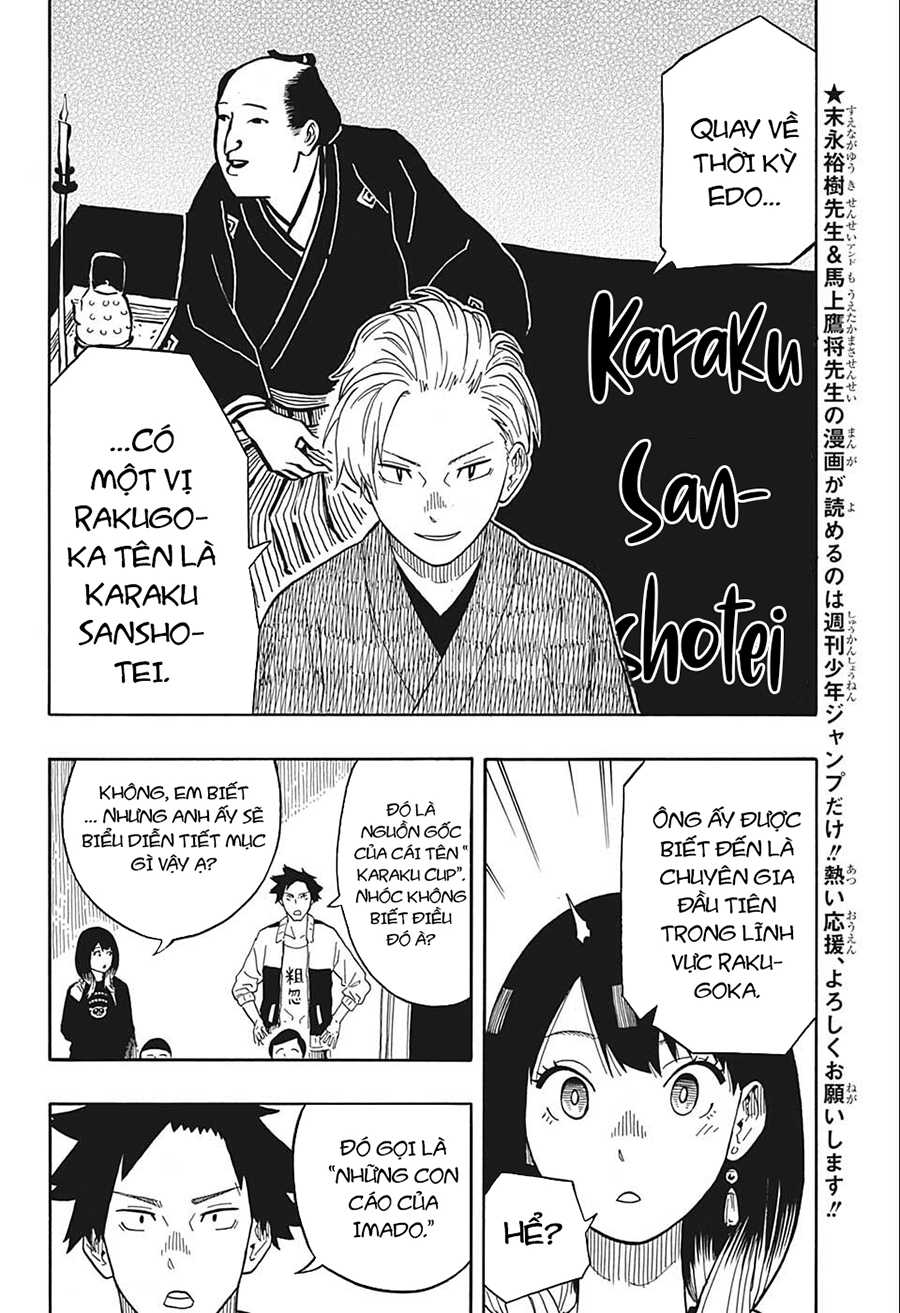 ★末永裕樹先生&馬上鷹将先生の漫画が読めるのは週刊少年ジャンプだけ!!熱い応援、よろしくお願いします!!
QUAY VỀ
THỜI KỲ
EDO...
Karaku
San-
shotei
...CÓ
MỘT VỊ
RAKUGO-
KA TÊN LÀ
KARAKU
SANSHO-
TEI.
ÔNG ẤY ĐƯỢC
BIẾT ĐẾN LÀ
CHUYÊN GIA
ĐẦU TIÊN
TRONG LĨNH
VỰC RAKU-
GOKA.
HỂ?
ĐÓ LÀ
NGUỒN GỐC
CỦA CÁI TÊN "
KARAKU CUP".
NHÓC KHÔNG
BIẾT ĐIỀU
ĐÓ À?
KHÔNG, EM BIẾT
... NHƯNG ANH ẤY SẼ
BIỂU DIỄN TIẾT MỤC
GÌ VẬY Ạ?
粗忽
ĐÓ GỌI LÀ
"NHỮNG CON
CÁO CỦA
IMADO."